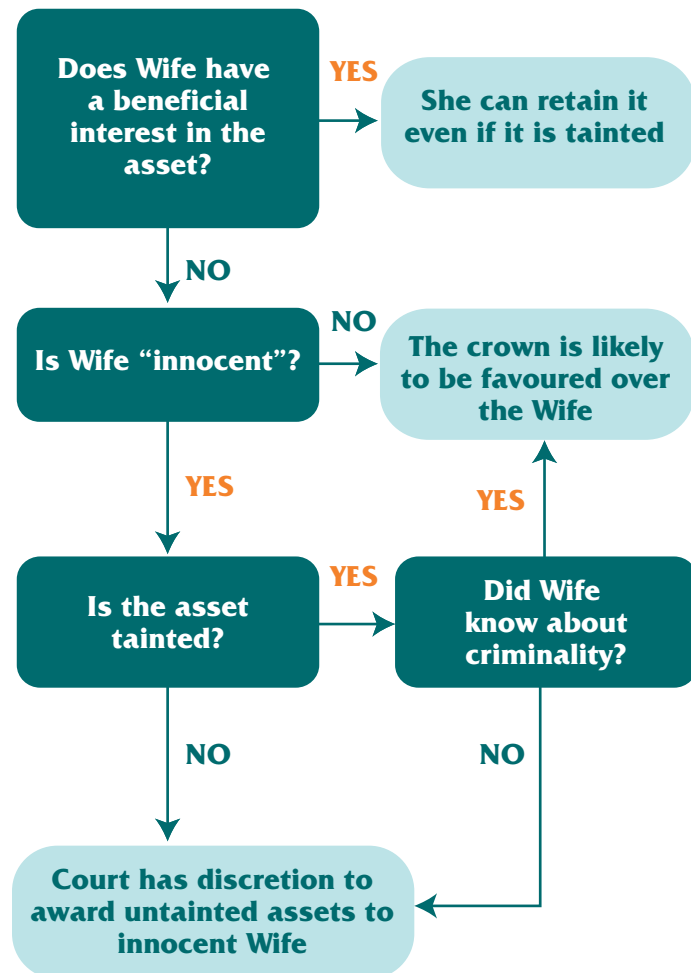 Does Wife have
a beneficial
interest in the
asset?
YES
She can retain it
even if it is tainted
NO
Is Wife “innocent”?
NO
The crown is likely
to be favoured over
the Wife
YES
YES
Is the asset
tainted?
YES
Did Wife
know about
criminality?
NO
NO
Court has discretion to
award untainted assets to
innocent Wife